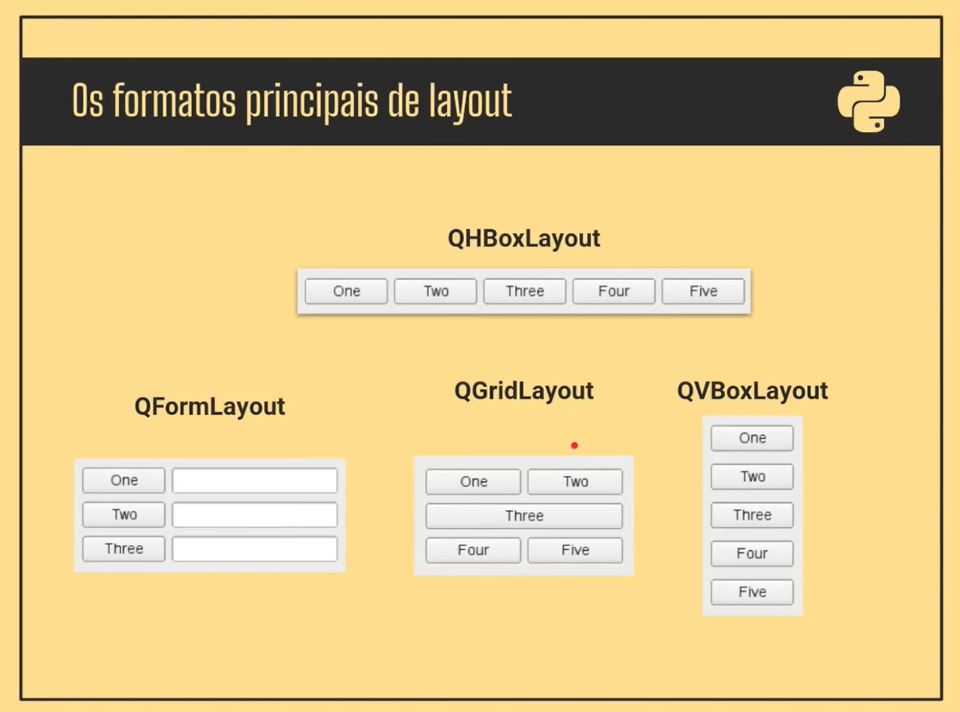 Os formatos principais de layout
QHBoxLayout
One Two Three Four Five
QFormLayout
One
Two
Three
QGridLayout
One Two
Three
Four Five
QVBoxLayout
One
Two
Three
Four
Five